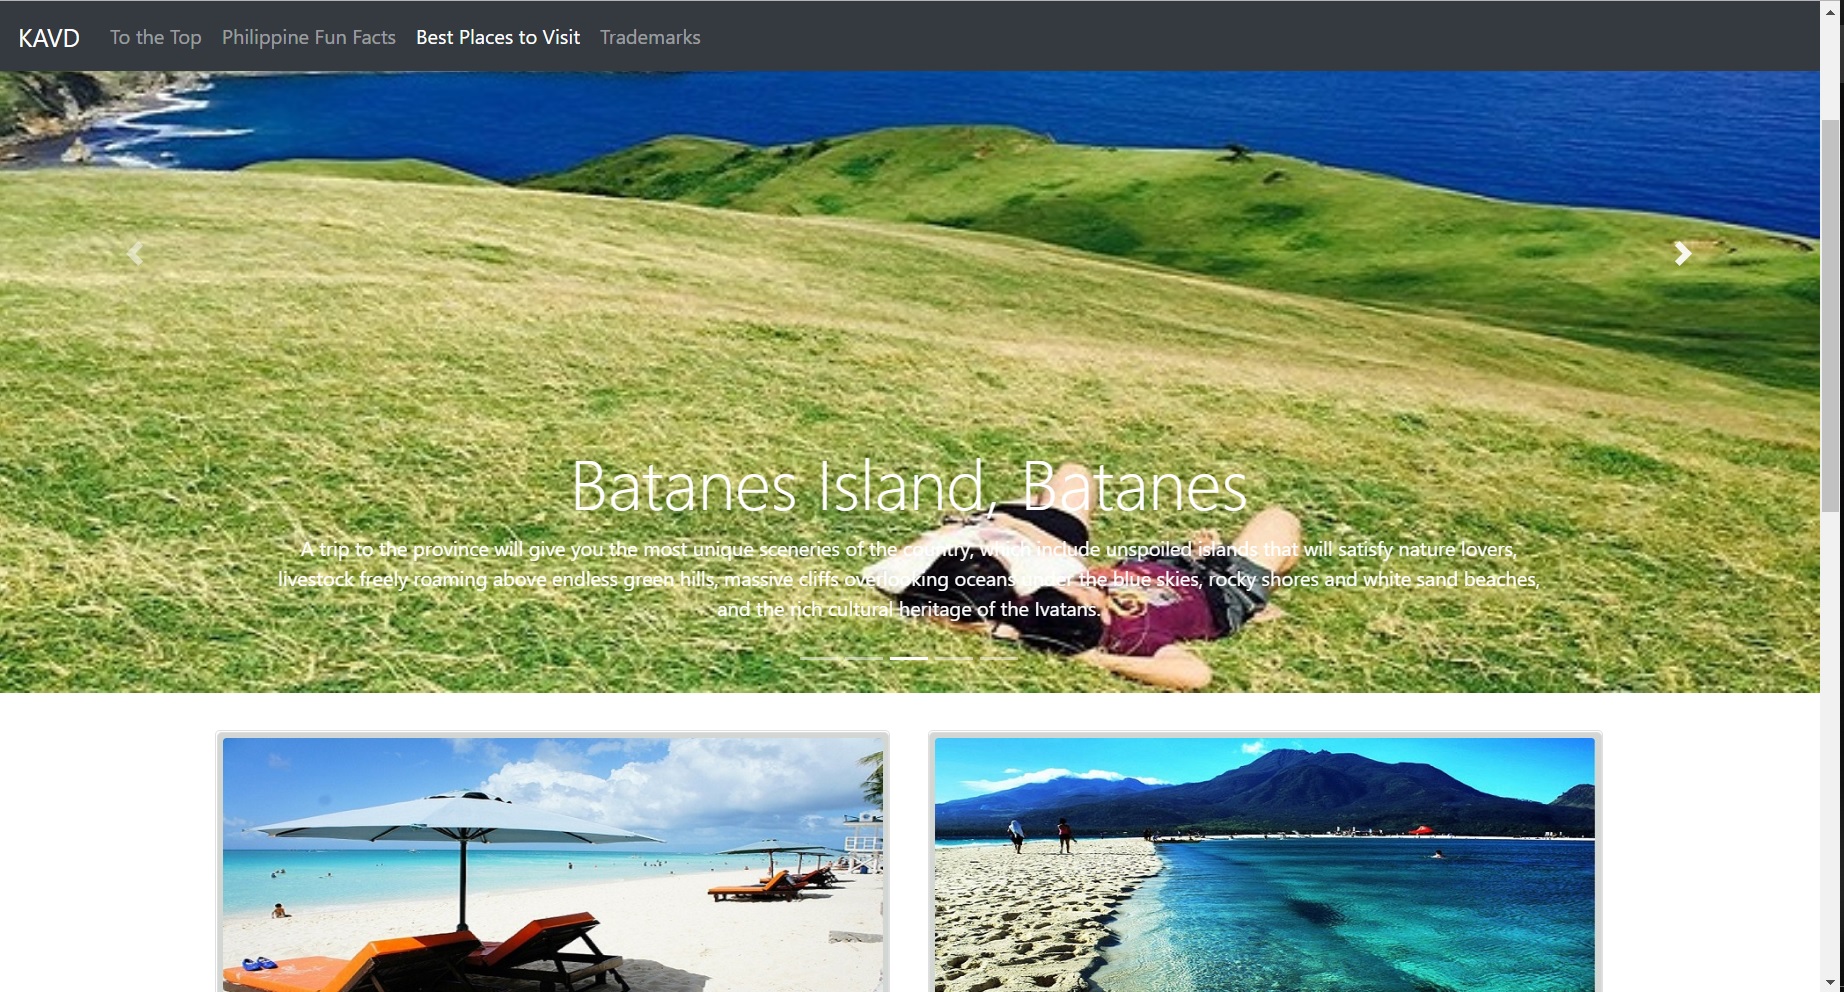 KAVD To the Top Philippine Fun Facts Best Places to Visit Trademarks
Batanes Island, Batanes
A trip to the province will give you the most unique sceneries of the country, which include unspoiled islands that will satisfy nature lovers,
livestock freely roaming above endless green hills, massive cliffs overlooking oceans under the blue skies, rocky shores and white sand beaches,
and the rich cultural heritage of the Ivatans.